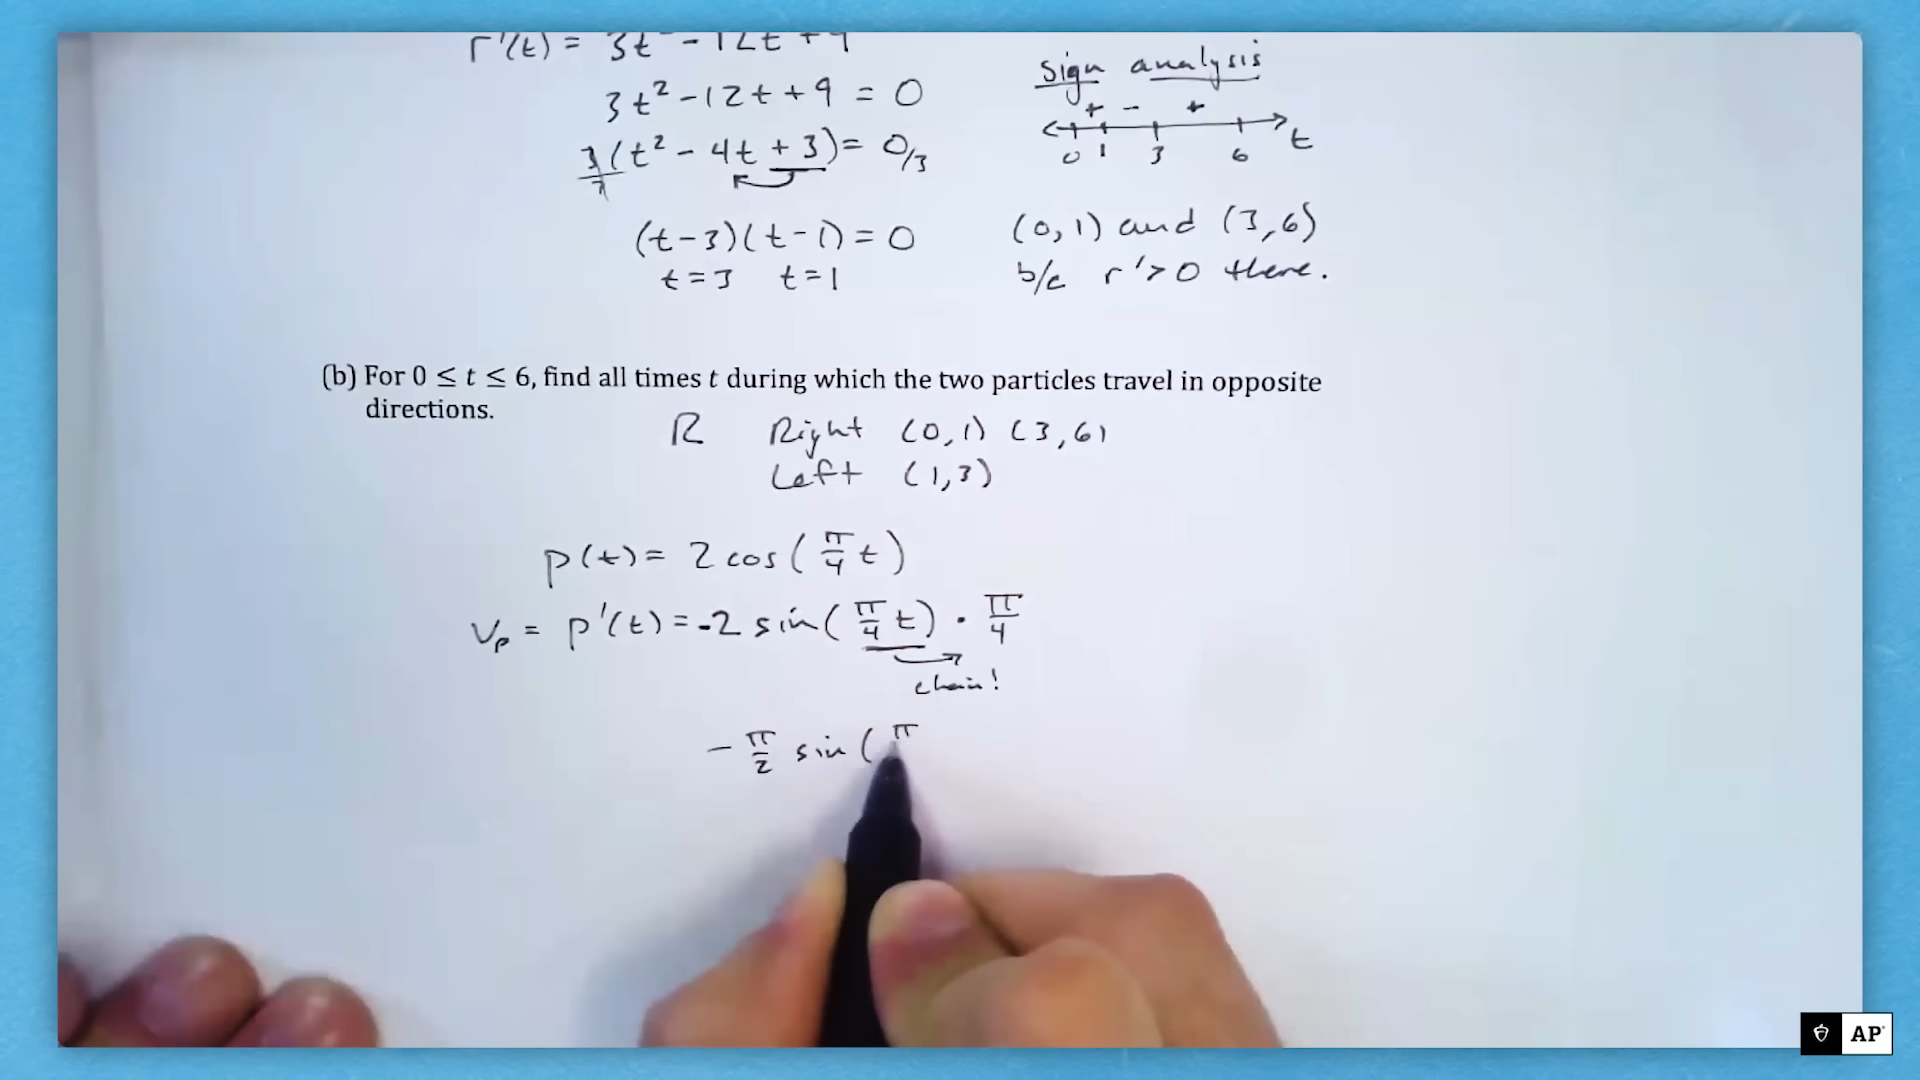 r'(t) = 3t² - 12t + 9
3t² - 12t + 9 = 0
3(t² - 4t + 3) = 0/3
3
(t-3)(t-1) = 0
t = 3 t = 1
Sign analysis
+ - +
0 1 3 6 t
(0,1) and (3,6)
b/c r' > 0 there.
(b) For 0 ≤ t ≤ 6, find all times t during which the two particles travel in opposite
directions.
R Right (0,1) (3,6)
Left (1,3)
p(t) = 2 cos(π/4 t)
Vₚ = p'(t) = -2 sin(π/4 t) · π/4
chain!
- π/2 sin(π
AP